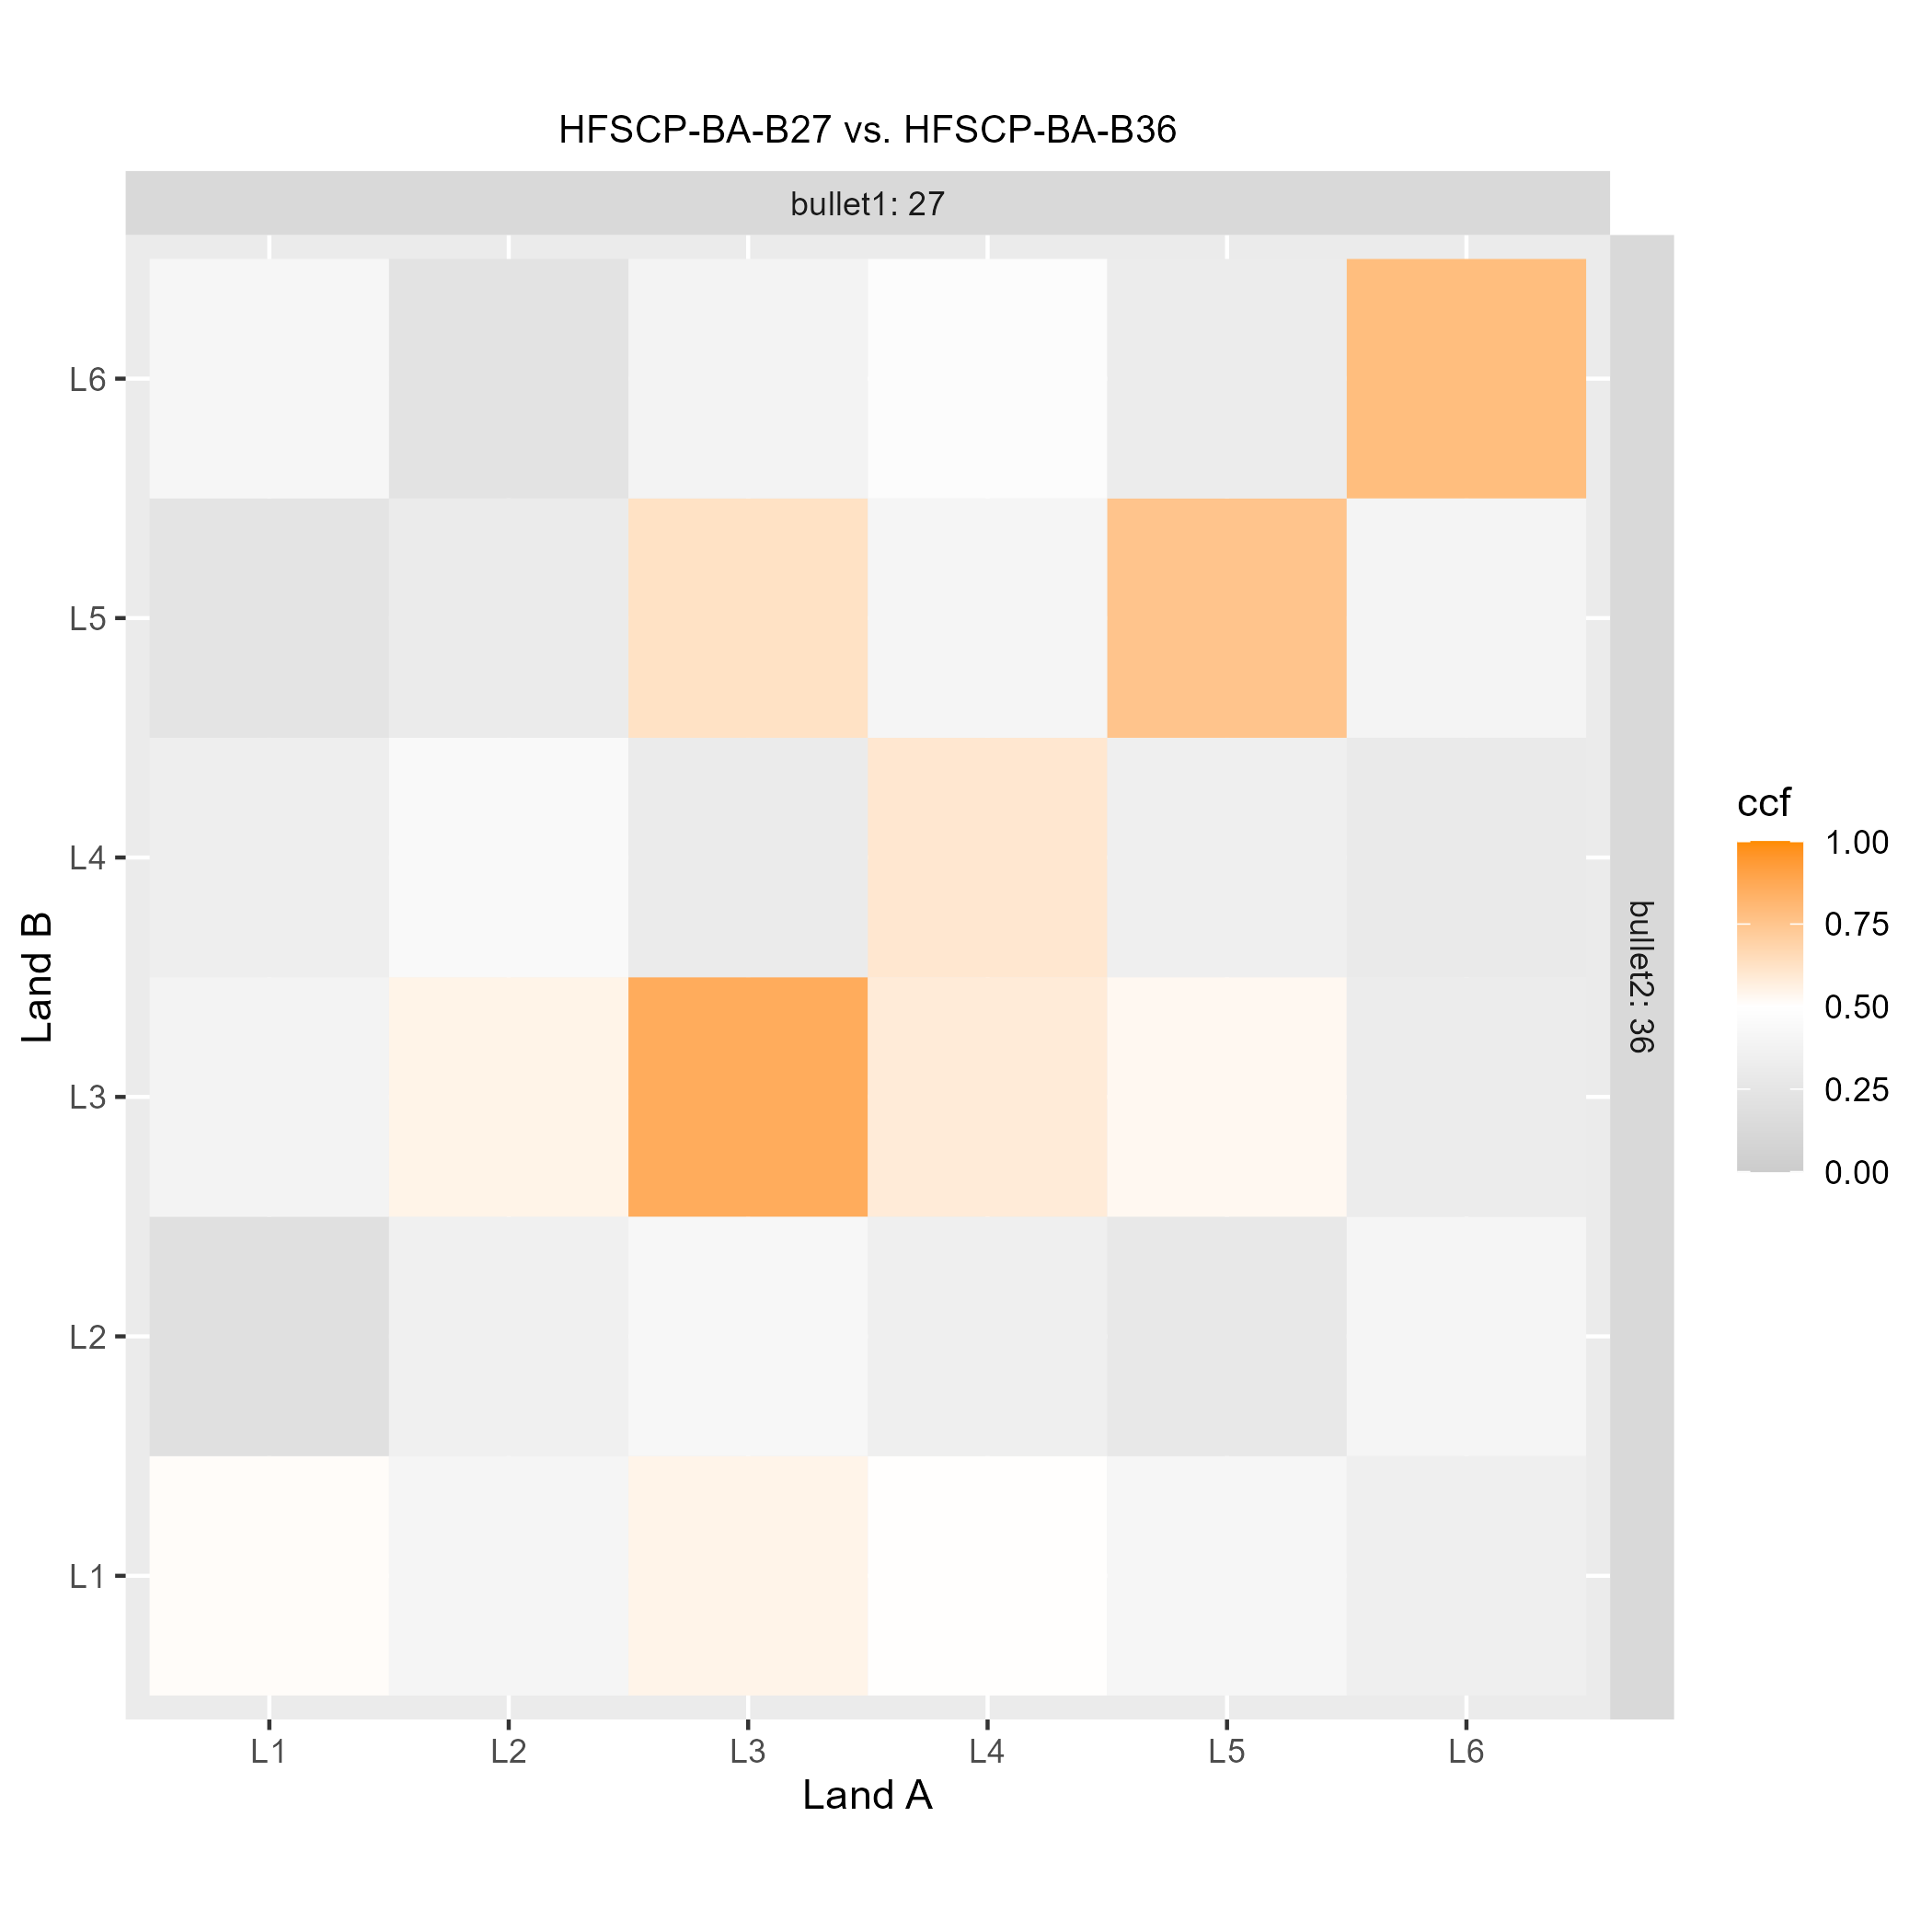 HFSCP-BA-B27 vs. HFSCP-BA-B36
bullet1: 27
L6
L5
L4
L3
L2
L1
Land B
bullet2: 36
ccf
1.00
0.75
0.50
0.25
0.00
L1
L2
L3
L4
L5
L6
Land A